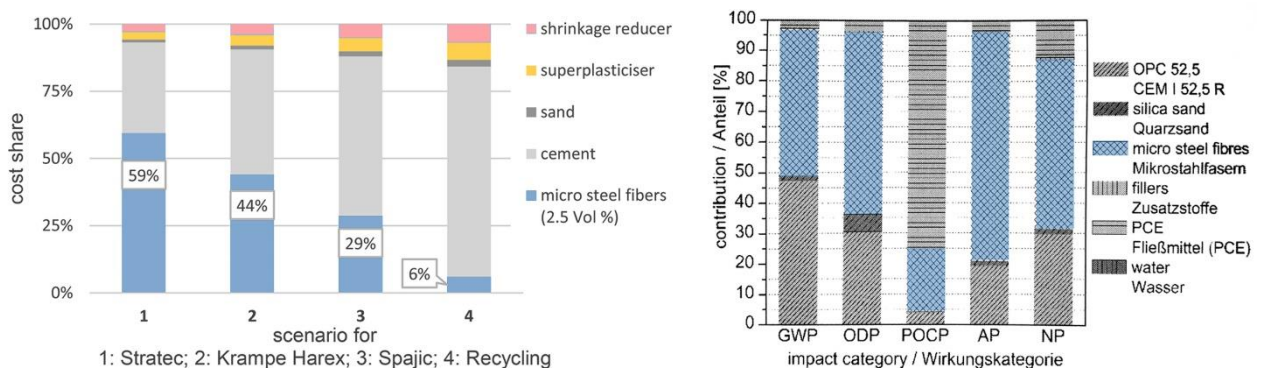 100%
75%
50%
25%
0%
cost share
59%
44%
29%
6%
1
2
3
4
scenario for
1: Stratec; 2: Krampe Harex; 3: Spajic; 4: Recycling
shrinkage reducer
superplasticiser
sand
cement
micro steel fibers
(2.5 Vol %)
100
90
80
70
60
50
40
30
20
10
0
contribution / Anteil [%]
GWP
ODP
POCP
AP
NP
impact category / Wirkungskategorie
OPC 52,5
CEM I 52,5 R
silica sand
Quarzsand
micro steel fibres
Mikrostahlfasern
fillers
Zusatzstoffe
PCE
Fließmittel (PCE)
water
Wasser